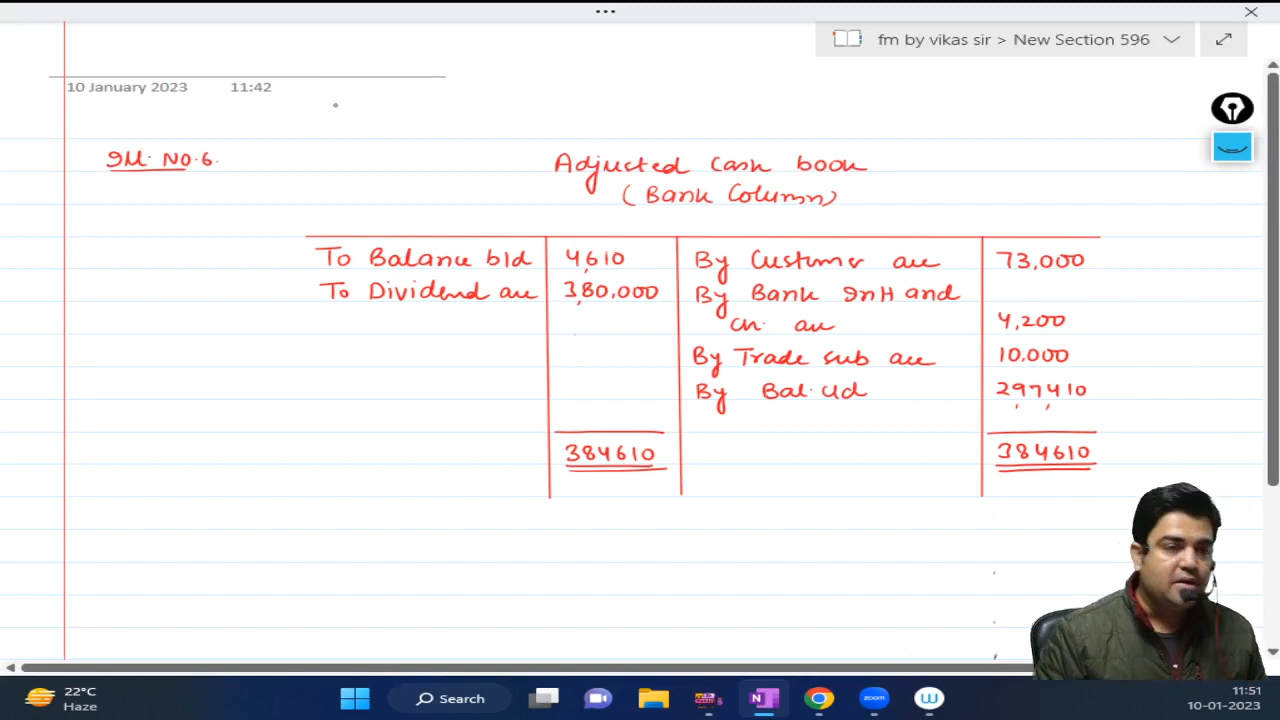 fm by vikas sir > New Section 596
10 January 2023 11:42
Ill. No. 6.
Adjusted Cash book
(Bank Column)
To Balance b/d 4610 By Customer a/c 73,000
To Dividend a/c 380,000 By Bank Int and
Ch. a/c 4,200
By Trade sub a/c 10,000
By Bal. c/d 297410
384610 384610
22°C
Haze
Search
zoom
W
11:51
10-01-2023